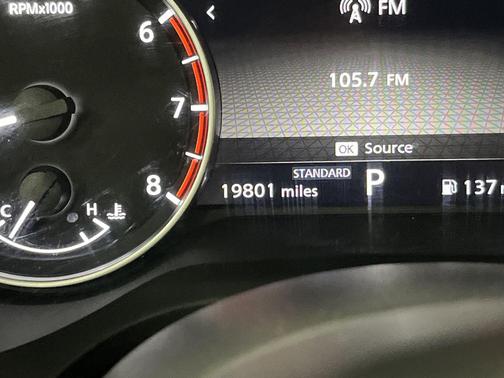 RPMx1000
6
7
8
C H
< FM
105.7 FM
OK Source
STANDARD
19801 miles P 137